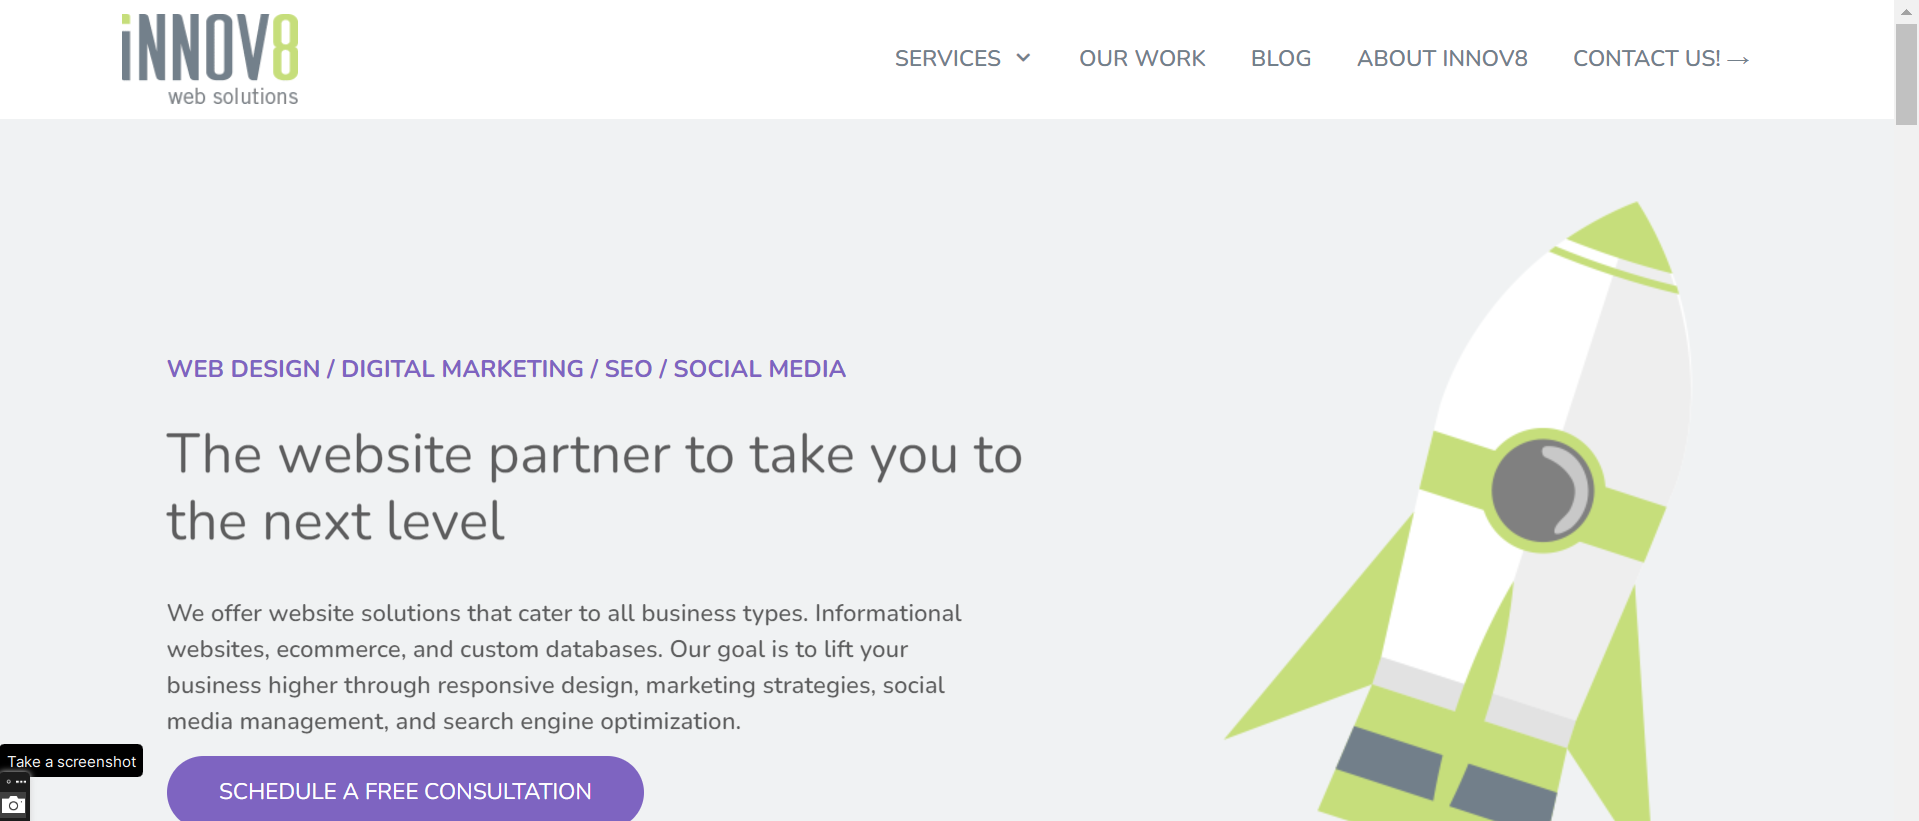 iNNOV8
web solutions
SERVICES
OUR WORK
BLOG
ABOUT INNOV8
CONTACT US! →
WEB DESIGN / DIGITAL MARKETING / SEO / SOCIAL MEDIA
The website partner to take you to
the next level
We offer website solutions that cater to all business types. Informational
websites, ecommerce, and custom databases. Our goal is to lift your
business higher through responsive design, marketing strategies, social
media management, and search engine optimization.
Take a screenshot
SCHEDULE A FREE CONSULTATION